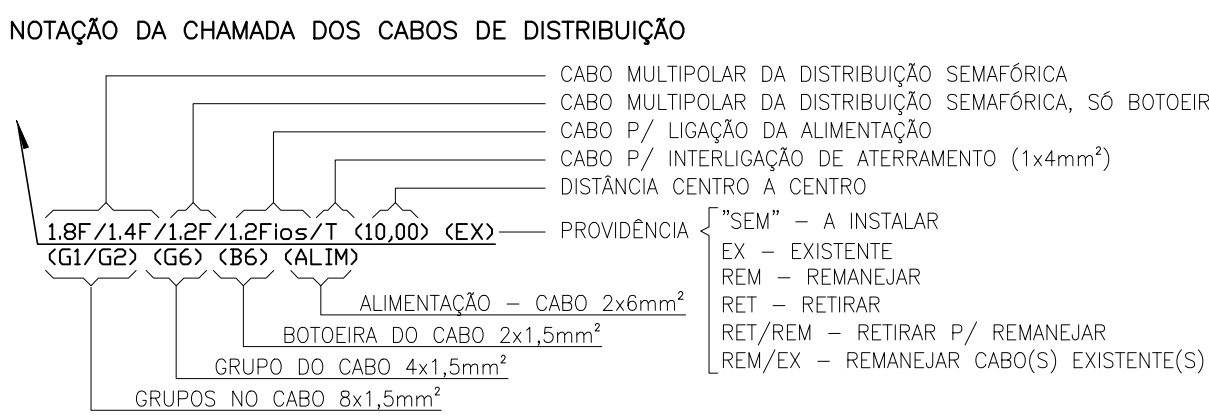 NOTAÇÃO DA CHAMADA DOS CABOS DE DISTRIBUIÇÃO
CABO MULTIPOLAR DA DISTRIBUIÇÃO SEMAFÓRICA
CABO MULTIPOLAR DA DISTRIBUIÇÃO SEMAFÓRICA, SÓ BOTOEIR
CABO P/ LIGAÇÃO DA ALIMENTAÇÃO
CABO P/ INTERLIGAÇÃO DE ATERRAMENTO (1x4mm²)
DISTÂNCIA CENTRO A CENTRO
1.8F/1.4F/1.2F/1.2Fios/T (10,00) (EX)
(G1/G2) (G6) (B6) (ALIM)
PROVIDÊNCIA
"SEM" – A INSTALAR
EX – EXISTENTE
REM – REMANEJAR
RET – RETIRAR
RET/REM – RETIRAR P/ REMANEJAR
REM/EX – REMANEJAR CABO(S) EXISTENTE(S)
ALIMENTAÇÃO – CABO 2x6mm²
BOTOEIRA DO CABO 2x1,5mm²
GRUPO DO CABO 4x1,5mm²
GRUPOS NO CABO 8x1,5mm²